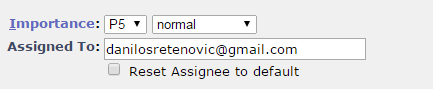 Importance: P5 normal
Assigned To: danilosretenovic@gmail.com
Reset Assignee to default